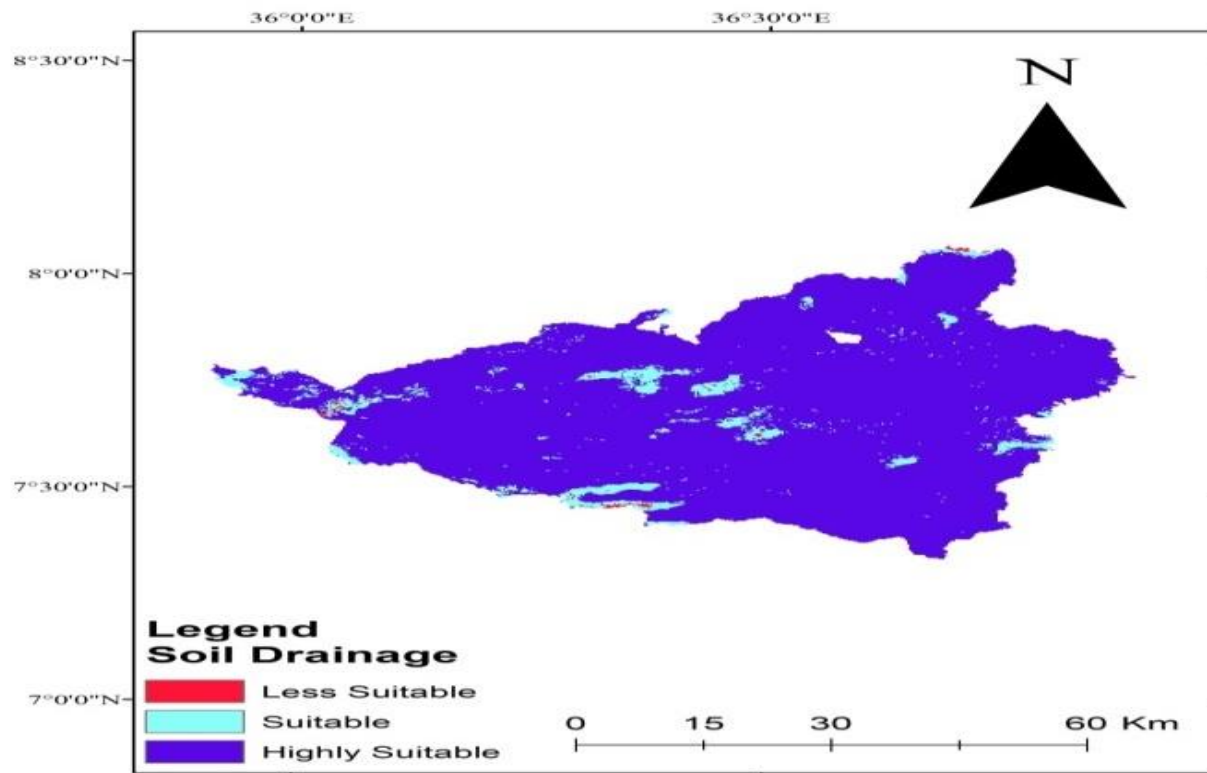 36°0'0"E 36°30'0"E
8°30'0"N
N
8°0'0"N
7°30'0"N
Legend
Soil Drainage
7°0'0"N
Less Suitable
Suitable
Highly Suitable
0 15 30 60 Km